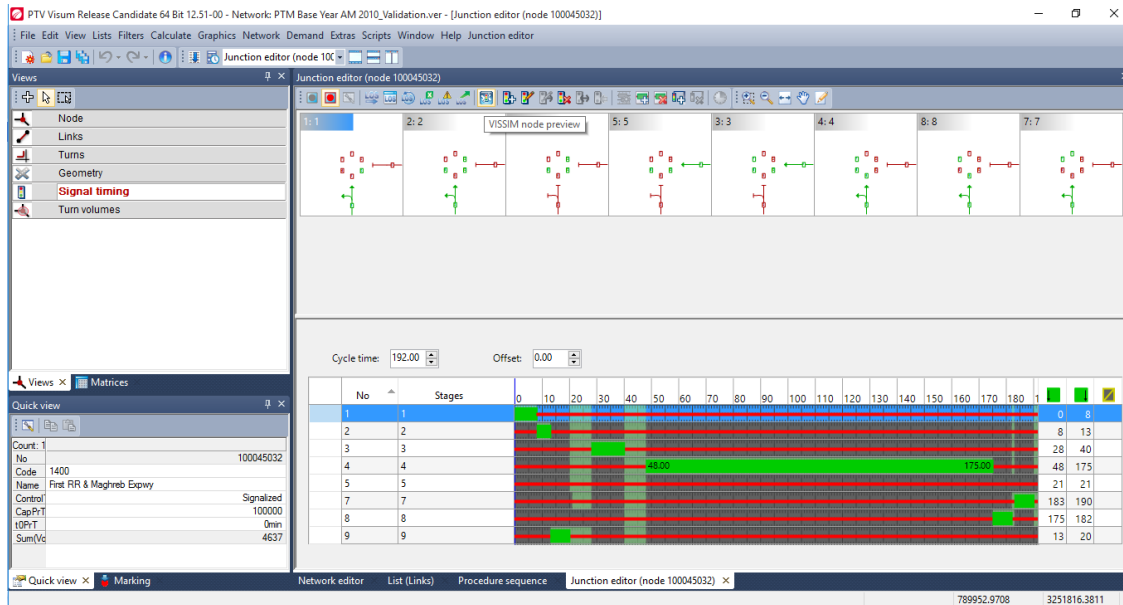 PTV Visum Release Candidate 64 Bit 12.51-00 - Network: PTM Base Year AM 2010_Validation.ver - [Junction editor (node 100045032)]
File Edit View Lists Filters Calculate Graphics Network Demand Extras Scripts Window Help Junction editor
Junction editor (node 10(
Views
Junction editor (node 100045032)
Node
Links
Turns
Geometry
Signal timing
Turn volumes
1: 1
2: 2
VISSIM node preview
5: 5
3: 3
4: 4
8: 8
7: 7
Cycle time: 192.00 Offset: 0.00
Views Matrices
Quick view
Count: 1
No 100045032
Code 1400
Name First RR & Maghreb Expwy
Control Signalized
CapPrT 100000
t0PrT 0min
Sum(Vo 4637
No Stages 0 10 20 30 40 50 60 70 80 90 100 110 120 130 140 150 160 170 180 1
1 1 0 8
2 2 8 13
3 3 28 40
4 4 48.00 175.00 48 175
5 5 21 21
7 7 183 190
8 8 175 182
9 9 13 20
Quick view Marking
Network editor List (Links) Procedure sequence Junction editor (node 100045032)
789952.9708 3251816.3811